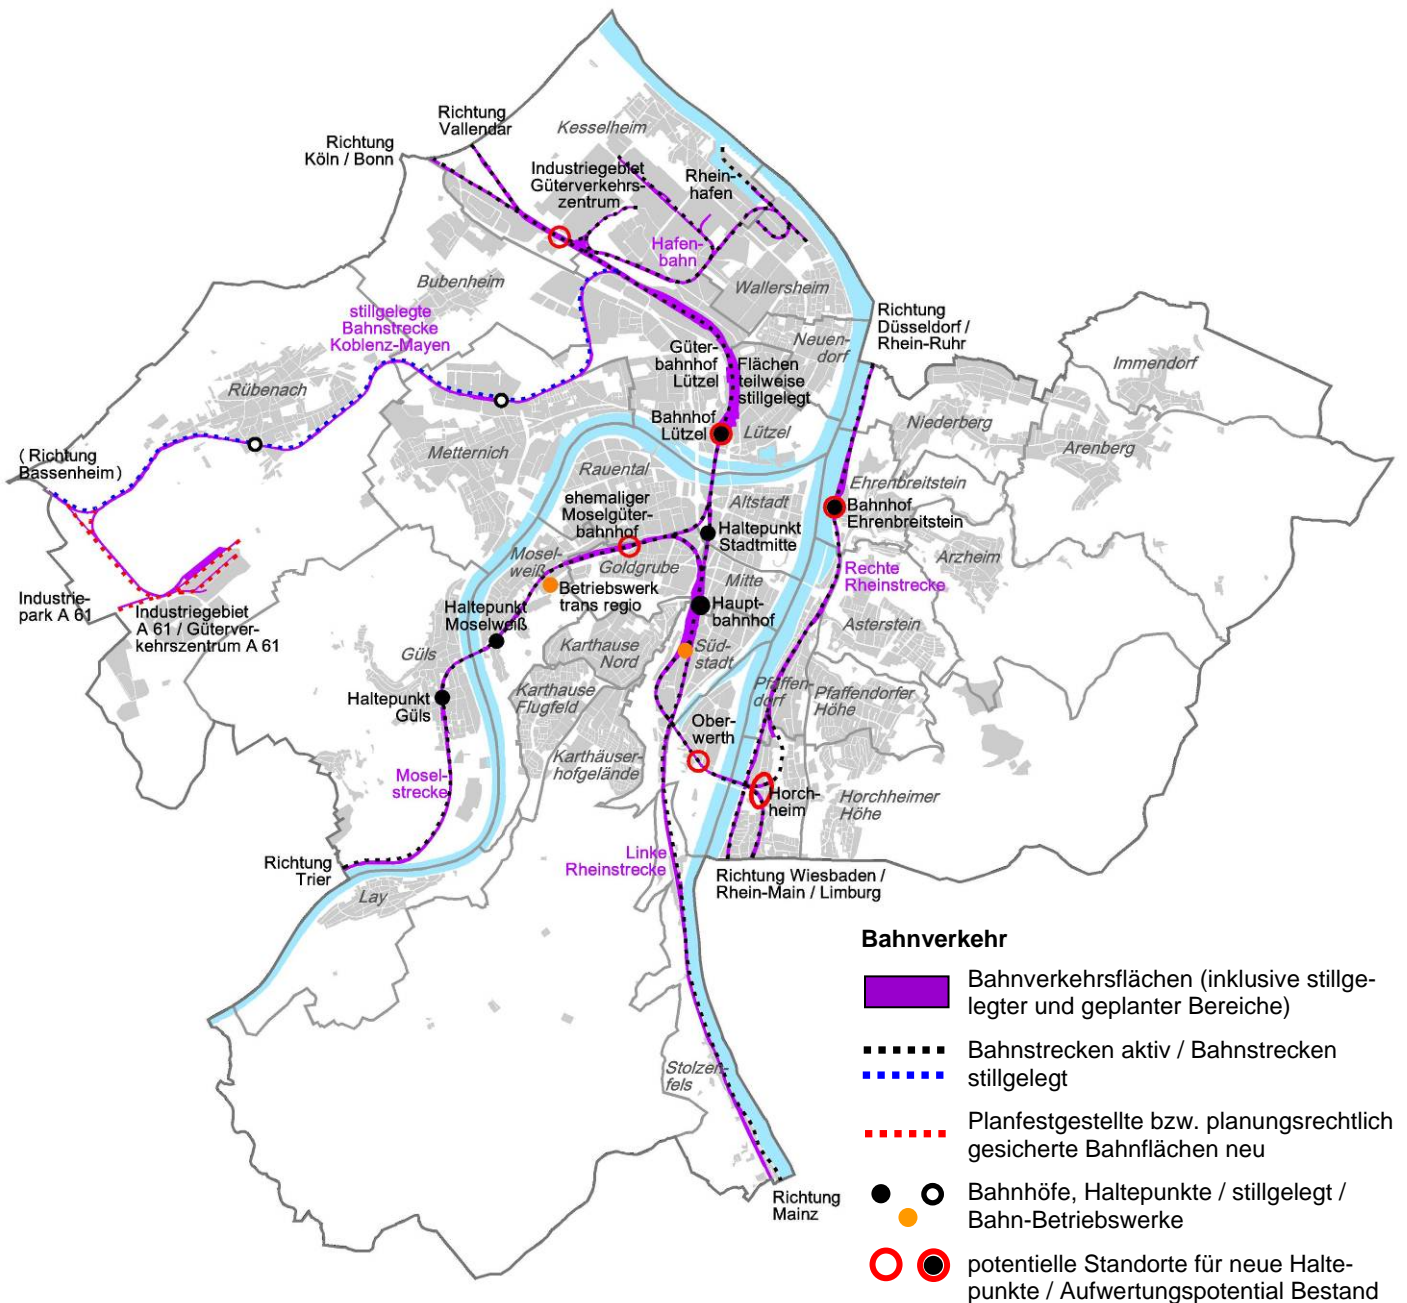 Richtung
Vallendar
Richtung
Köln / Bonn
Kesselheim
Industriegebiet
Güterverkehrs-
zentrum
Rhein-
hafen
Hafen-
bahn
Bubenheim
Wallersheim
stillgelegte
Bahnstrecke
Koblenz-Mayen
Richtung
Düsseldorf /
Rhein-Ruhr
Neuen-
dorf
Güter-
bahnhof
Lützel
Flächen
teilweise
stillgelegt
Immendorf
Rübenach
Bahnhof
Lützel
Lützel
Niederberg
Arenberg
Metternich
(Richtung
Bassenheim)
Rauental
Ehrenbreitstein
Altstadt
ehemaliger
Moselgüter-
bahnhof
Bahnhof
Ehrenbreitstein
Haltepunkt
Stadtmitte
Mosel-
weiß
Goldgrube
Arzheim
Rechte
Rheinstrecke
Mitte
Betriebswerk
trans regio
Industrie-
park A 61
Industriegebiet
A 61 / Güterver-
kehrszentrum A 61
Haltepunkt
Moselweiß
Haupt-
bahnhof
Asterstein
Güls
Karthause
Nord
Süd-
stadt
Haltepunkt
Güls
Karthause
Flugfeld
Pfaffen-
dorf
Pfaffendorfer
Höhe
Ober-
werth
Karthäuser-
hofgelände
Mosel-
strecke
Horch-
heim
Horchheimer
Höhe
Linke
Rheinstrecke
Richtung
Trier
Richtung Wiesbaden /
Rhein-Main / Limburg
Lay
Stolzen-
fels
Richtung
Mainz
Bahnverkehr
Bahnverkehrsflächen (inklusive stillge-
legter und geplanter Bereiche)
Bahnstrecken aktiv / Bahnstrecken
stillgelegt
Planfestgestellte bzw. planungsrechtlich
gesicherte Bahnflächen neu
Bahnhöfe, Haltepunkte / stillgelegt /
Bahn-Betriebswerke
potentielle Standorte für neue Halte-
punkte / Aufwertungspotential Bestand